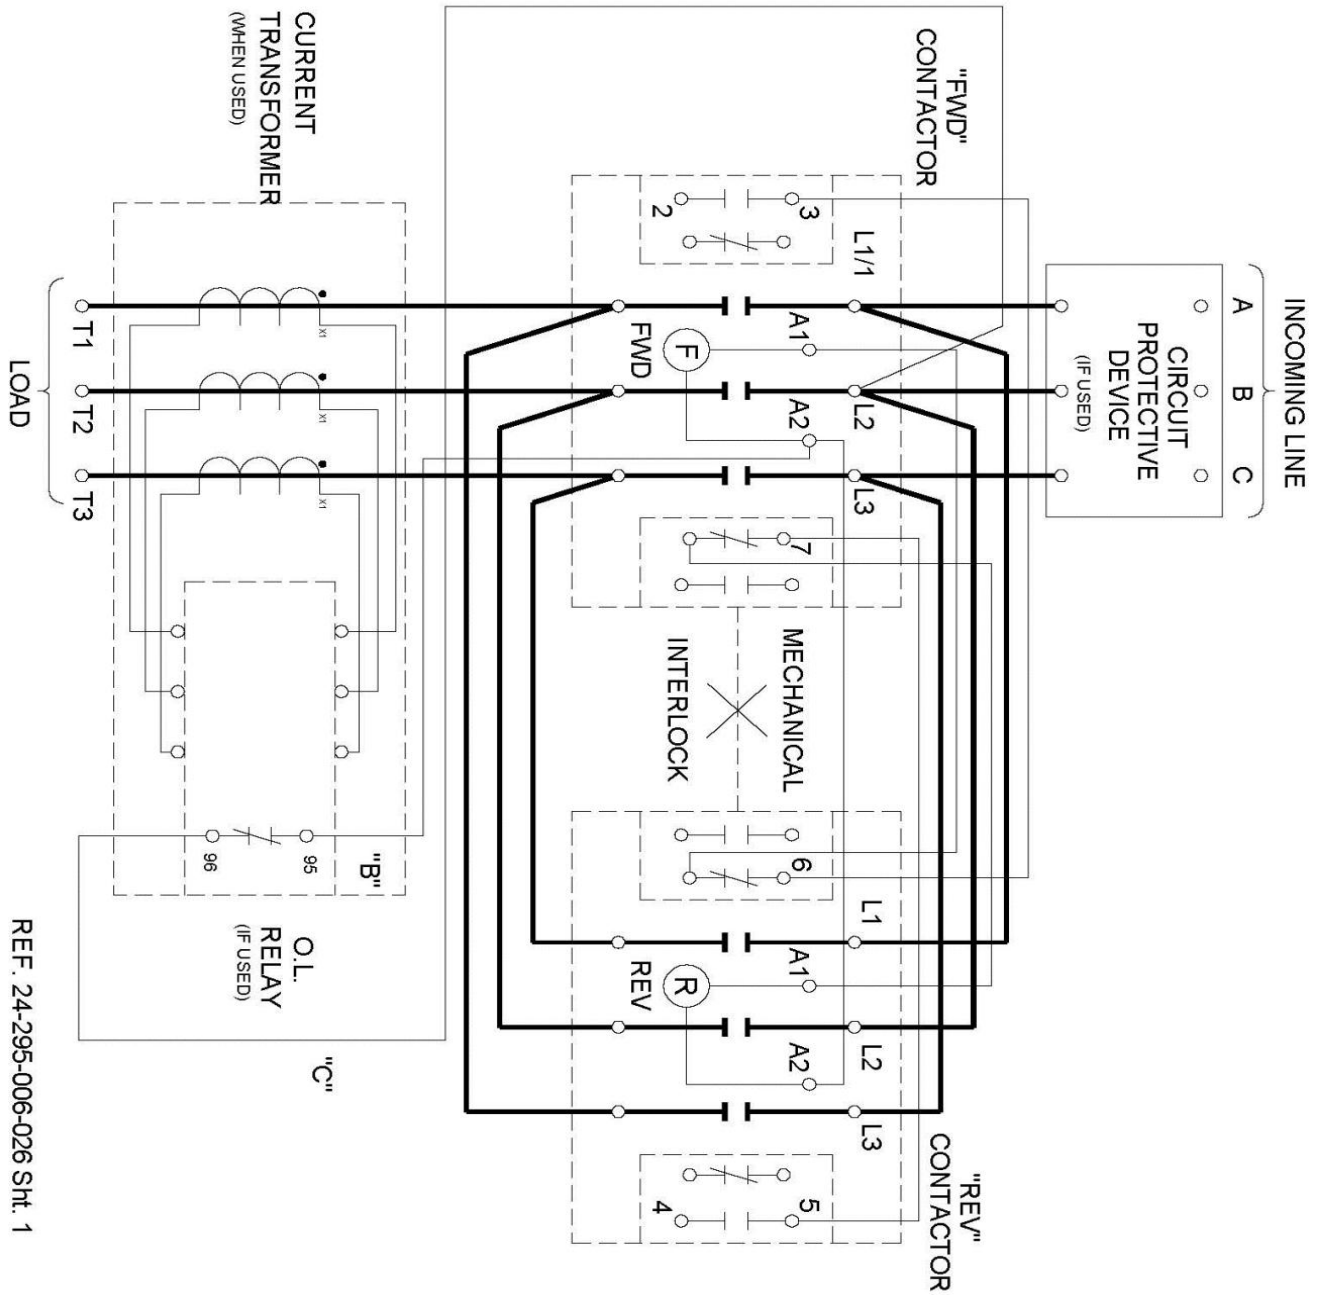 INCOMING LINE
A
B
C
CIRCUIT
PROTECTIVE
DEVICE
(IF USED)
"FWD"
CONTACTOR
"REV"
CONTACTOR
3
L1/1
A1
L2
A2
L3
7
2
F
FWD
MECHANICAL
INTERLOCK
6
L1
A1
L2
A2
L3
5
R
REV
4
CURRENT
TRANSFORMER
(WHEN USED)
X1
X1
X1
"B"
95
96
O.L.
RELAY
(IF USED)
"C"
T1
T2
T3
LOAD
REF. 24-295-006-026 Sht. 1